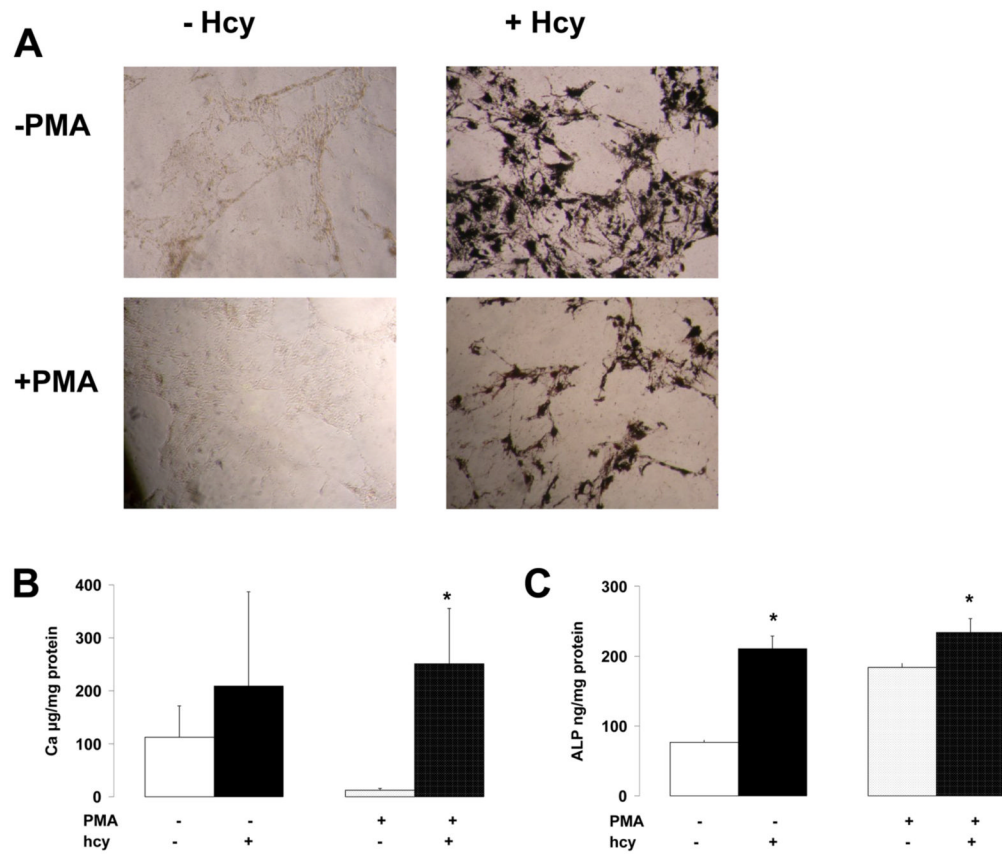 - Hcy + Hcy
A
-PMA
+PMA
B
400
300
200
100
0
Ca µg/mg protein
*
PMA - - + +
hcy - + - +
C
300
200
100
0
ALP ng/mg protein
* *
PMA - - + +
hcy - + - +